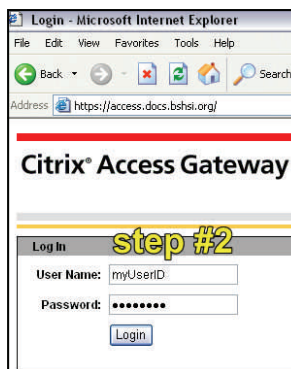 Login - Microsoft Internet Explorer
File Edit View Favorites Tools Help
Back Search
Address https://access.docs.bshsi.org/
Citrix® Access Gateway
Log In
step #2
User Name: myUserID
Password: ●●●●●●●●
Login